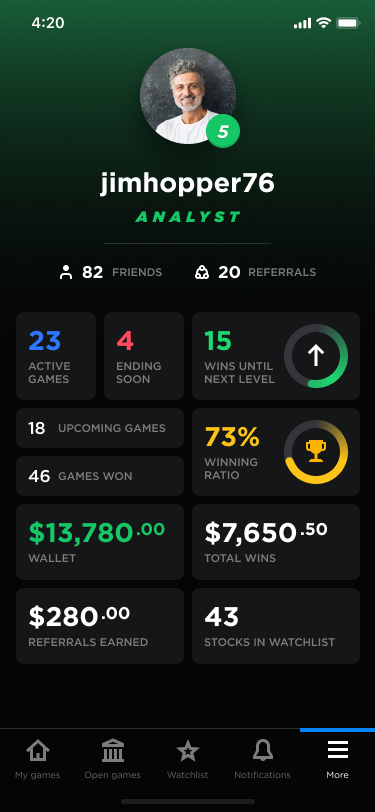 4:20
5
jimhopper76
ANALYST
82 FRIENDS
20 REFERRALS
23
ACTIVE
GAMES
4
ENDING
SOON
15
WINS UNTIL
NEXT LEVEL
18 UPCOMING GAMES
46 GAMES WON
73%
WINNING
RATIO
$13,780.00
WALLET
$7,650.50
TOTAL WINS
$280.00
REFERRALS EARNED
43
STOCKS IN WATCHLIST
My games
Open games
Watchlist
Notifications
More